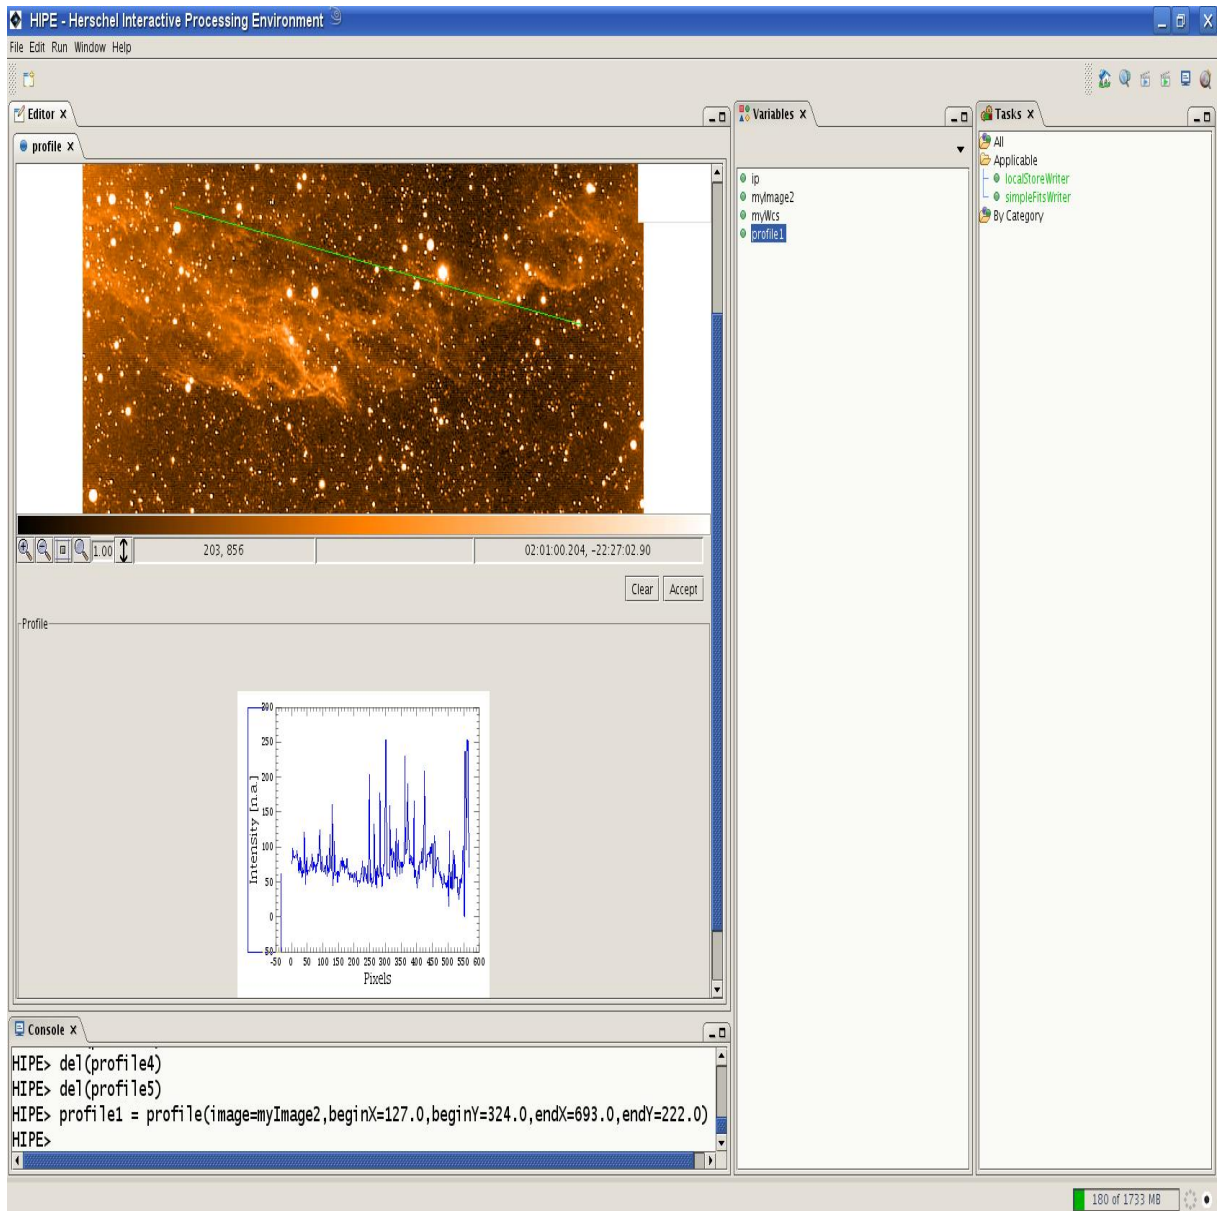 HIPE - Herschel Interactive Processing Environment
File Edit Run Window Help
Editor x
profile x
1.00
203, 856
02:01:00.204, -22:27:02.90
Clear
Accept
Profile
300
250
200
150
100
50
0
50
Intensity [n.a.]
-50 0 50 100 150 200 250 300 350 400 450 500 550 600
Pixels
Console x
HIPE> del(profile4)
HIPE> del(profile5)
HIPE> profile1 = profile(image=myImage2,beginX=127.0,beginY=324.0,endX=693.0,endY=222.0)
HIPE>
Variables x
ip
myImage2
myWcs
profile1
Tasks x
All
Applicable
localStoreWriter
simpleFitsWriter
By Category
180 of 1733 MB